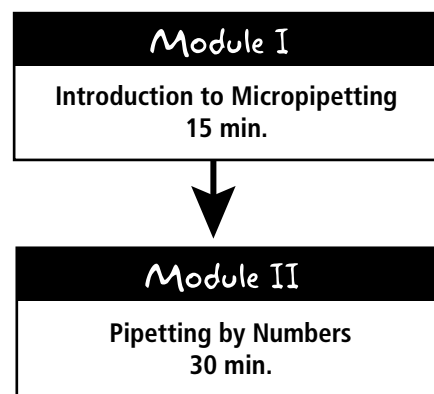 Module I
Introduction to Micropipetting
15 min.
Module II
Pipetting by Numbers
30 min.